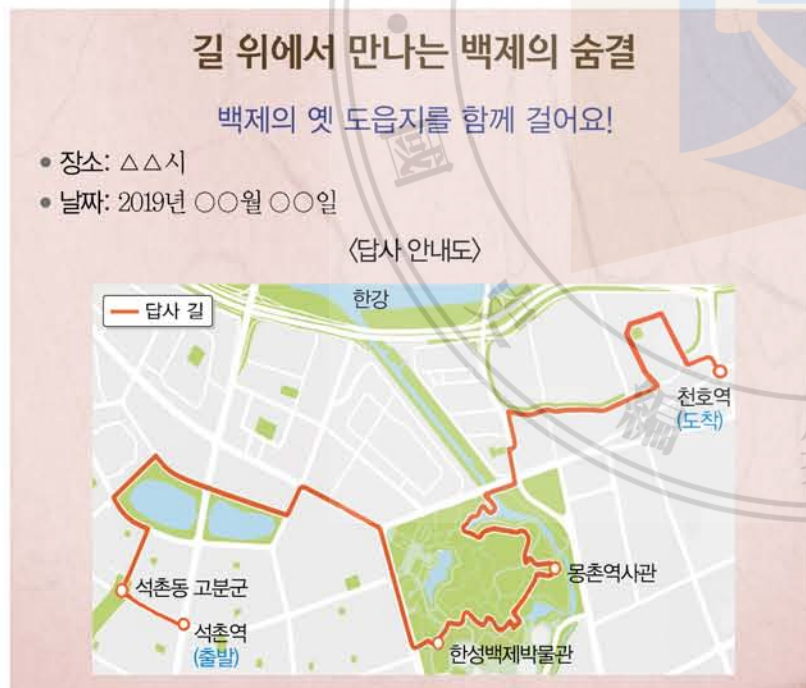 길 위에서 만나는 백제의 숨결
백제의 옛 도읍지를 함께 걸어요!
• 장소: △△시
• 날짜: 2019년 ○○월 ○○일
〈답사 안내도〉
답사 길
한강
천호역
(도착)
몽촌역사관
석촌동 고분군
석촌역
(출발)
한성백제박물관
國
史
編